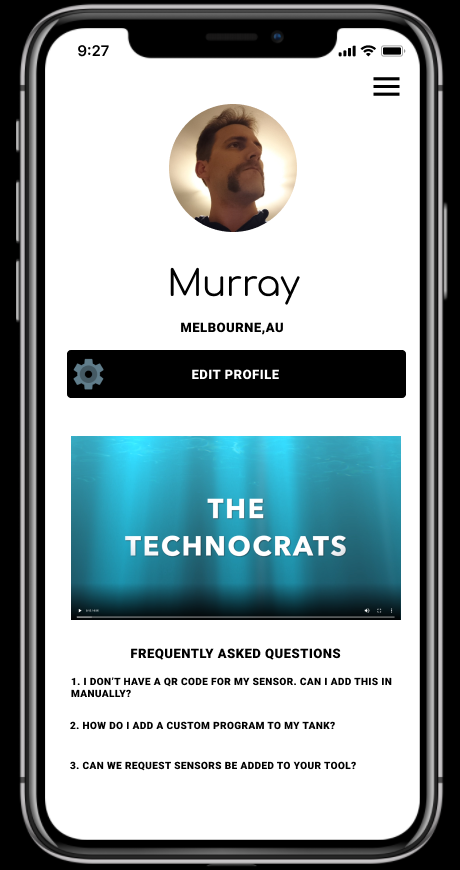 9:27
Murray
MELBOURNE,AU
EDIT PROFILE
THE
TECHNOCRATS
FREQUENTLY ASKED QUESTIONS
1. I DON'T HAVE A QR CODE FOR MY SENSOR. CAN I ADD THIS IN
MANUALLY?
2. HOW DO I ADD A CUSTOM PROGRAM TO MY TANK?
3. CAN WE REQUEST SENSORS BE ADDED TO YOUR TOOL?